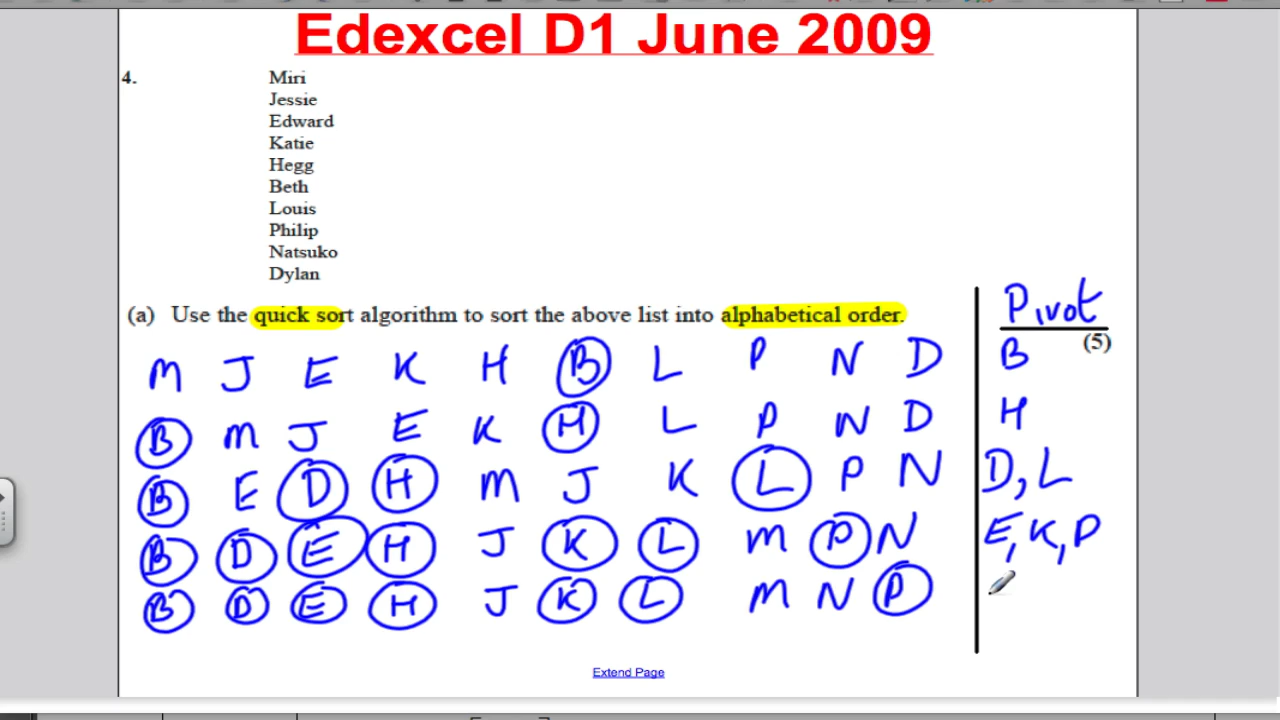 Edexcel D1 June 2009
4.
Miri
Jessie
Edward
Katie
Hegg
Beth
Louis
Philip
Natsuko
Dylan
(a) Use the quick sort algorithm to sort the above list into alphabetical order.
(5)
Pivot
M J E K H B L P N D B
B M J E K H L P N D H
B E D H M J K L P N D, L
B D E H J K L M P N E, K, P
B D E H J K L M N P
Extend Page